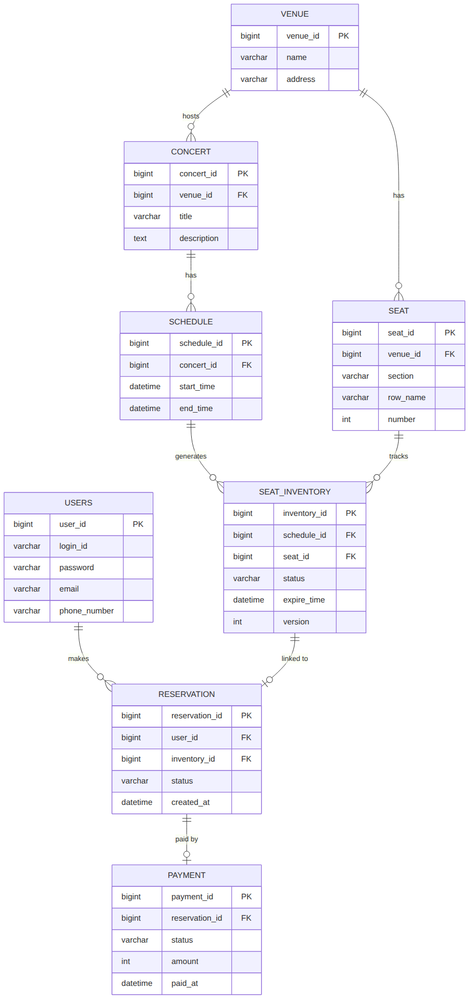 VENUE
bigint venue_id PK
varchar name
varchar address
hosts
has
CONCERT
bigint concert_id PK
bigint venue_id FK
varchar title
text description
has
SCHEDULE
bigint schedule_id PK
bigint concert_id FK
datetime start_time
datetime end_time
SEAT
bigint seat_id PK
bigint venue_id FK
varchar section
varchar row_name
int number
generates
tracks
SEAT_INVENTORY
bigint inventory_id PK
bigint schedule_id FK
bigint seat_id FK
varchar status
datetime expire_time
int version
USERS
bigint user_id PK
varchar login_id
varchar password
varchar email
varchar phone_number
makes
linked to
RESERVATION
bigint reservation_id PK
bigint user_id FK
bigint inventory_id FK
varchar status
datetime created_at
paid by
PAYMENT
bigint payment_id PK
bigint reservation_id FK
varchar status
int amount
datetime paid_at